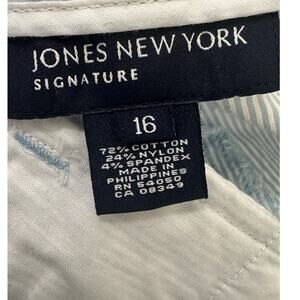 JONES NEW YORK
SIGNATURE
16
72% COTTON
24% NYLON
4% SPANDEX
MADE IN
PHILIPPINES
RN 54050
CA 08349